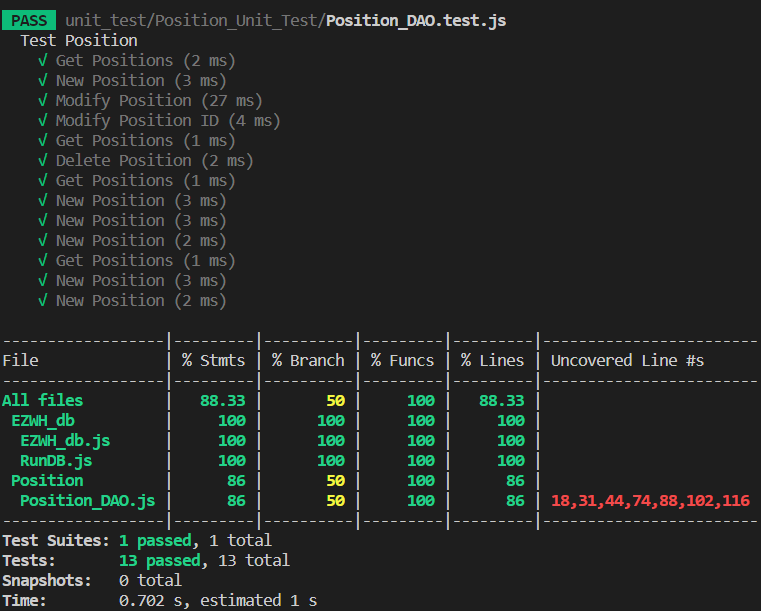 PASS unit_test/Position_Unit_Test/Position_DAO.test.js
Test Position
√ Get Positions (2 ms)
√ New Position (3 ms)
√ Modify Position (27 ms)
√ Modify Position ID (4 ms)
√ Get Positions (1 ms)
√ Delete Position (2 ms)
√ Get Positions (1 ms)
√ New Position (3 ms)
√ New Position (3 ms)
√ New Position (2 ms)
√ Get Positions (1 ms)
√ New Position (3 ms)
√ New Position (2 ms)
------------------|---------|----------|---------|---------|------------------------
File | % Stmts | % Branch | % Funcs | % Lines | Uncovered Line #s
------------------|---------|----------|---------|---------|------------------------
All files | 88.33 | 50 | 100 | 88.33 |
EZWH_db | 100 | 100 | 100 | 100 |
EZWH_db.js | 100 | 100 | 100 | 100 |
RunDB.js | 100 | 100 | 100 | 100 |
Position | 86 | 50 | 100 | 86 |
Position_DAO.js | 86 | 50 | 100 | 86 | 18,31,44,74,88,102,116
------------------|---------|----------|---------|---------|------------------------
Test Suites: 1 passed, 1 total
Tests: 13 passed, 13 total
Snapshots: 0 total
Time: 0.702 s, estimated 1 s